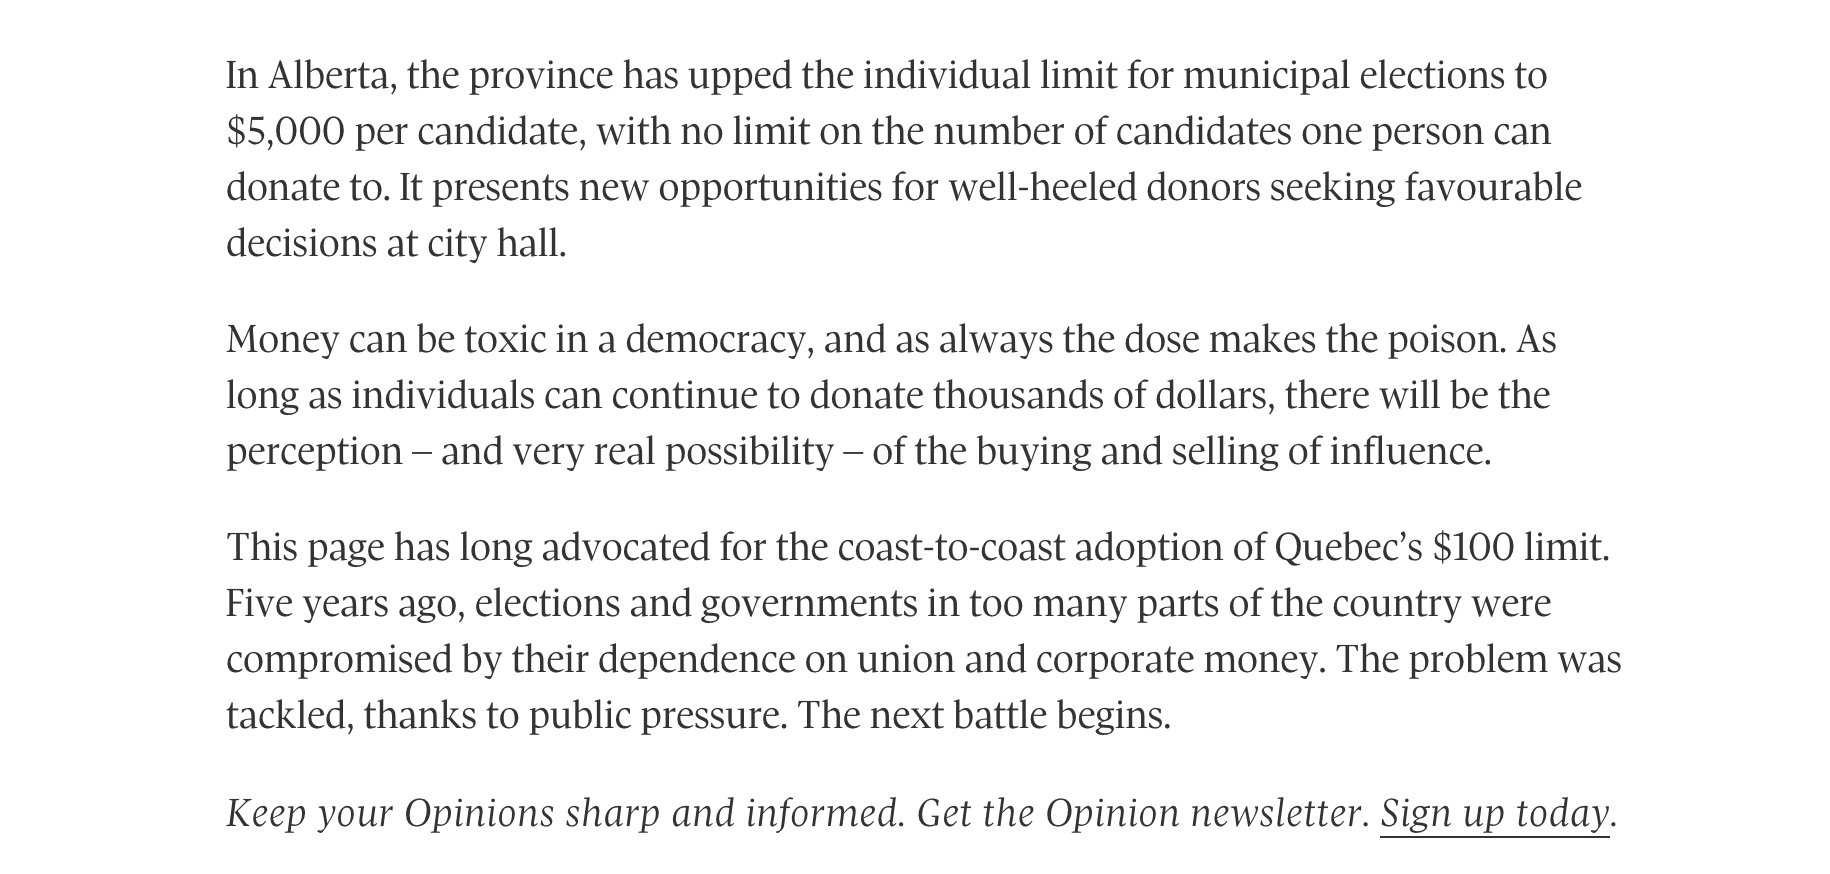 In Alberta, the province has upped the individual limit for municipal elections to
$5,000 per candidate, with no limit on the number of candidates one person can
donate to. It presents new opportunities for well-heeled donors seeking favourable
decisions at city hall.
Money can be toxic in a democracy, and as always the dose makes the poison. As
long as individuals can continue to donate thousands of dollars, there will be the
perception – and very real possibility – of the buying and selling of influence.
This page has long advocated for the coast-to-coast adoption of Quebec’s $100 limit.
Five years ago, elections and governments in too many parts of the country were
compromised by their dependence on union and corporate money. The problem was
tackled, thanks to public pressure. The next battle begins.
Keep your Opinions sharp and informed. Get the Opinion newsletter. Sign up today.